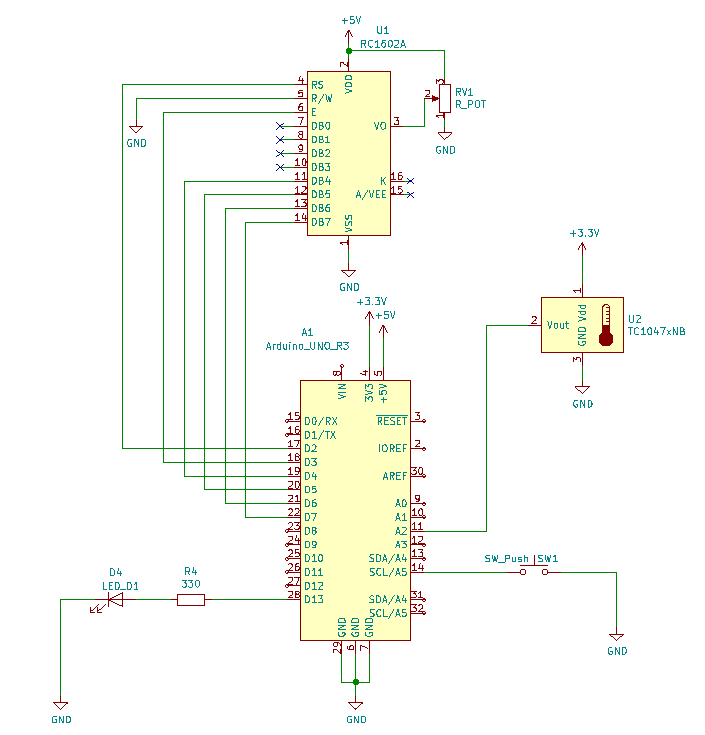 +5V
U1
RC1602A
4 RS
5 R/W
6 E
7 DB0
8 DB1
9 DB2
10 DB3
11 DB4
12 DB5
13 DB6
14 DB7
2 VDD
VO 3
K 16
A/VEE 15
VSS 1
GND
GND
3
2
1
RV1
R_POT
GND
+3.3V
1
2 Vout
GND Vdd
3
U2
TC1047xNB
GND
+3.3V
+5V
A1
Arduino_UNO_R3
8 VIN
4 3V3
5 +5V
15 D0/RX
16 D1/TX
17 D2
18 D3
19 D4
20 D5
21 D6
22 D7
23 D8
24 D9
25 D10
26 D11
27 D12
28 D13
RESET 3
IOREF 2
AREF 30
A0 9
A1 10
A2 11
A3 12
SDA/A4 13
SCL/A5 14
SDA/A4 31
SCL/A5 32
GND 29
GND 6
GND 7
GND
SW_Push SW1
GND
D4
LED_D1
R4
330
GND